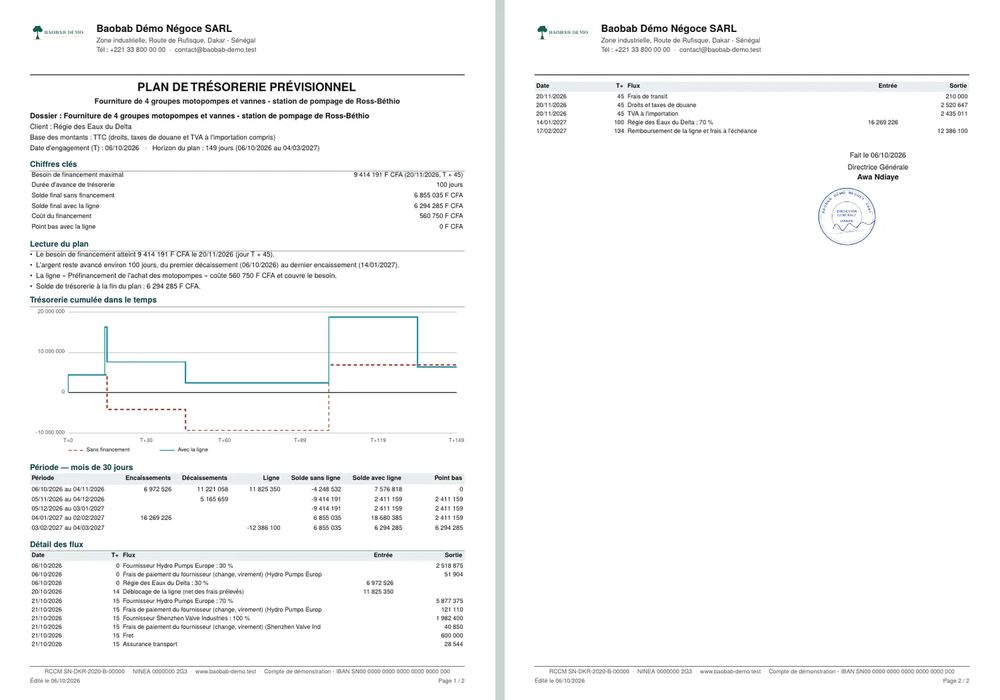 BAOBAB DEMO
Baobab Démo Négoce SARL
Zone industrielle, Route de Rufisque, Dakar - Sénégal
Tél : +221 33 800 00 00 · contact@baobab-demo.test
PLAN DE TRÉSORERIE PRÉVISIONNEL
Fourniture de 4 groupes motopompes et vannes - station de pompage de Ross-Béthio
Dossier : Fourniture de 4 groupes motopompes et vannes - station de pompage de Ross-Béthio
Client : Régie des Eaux du Delta
Base des montants : TTC (droits, taxes de douane et TVA à l'importation compris)
Date d'engagement (T) : 06/10/2026 · Horizon du plan : 149 jours (06/10/2026 au 04/03/2027)
Chiffres clés
Besoin de financement maximal 9 414 191 F CFA (20/11/2026, T + 45)
Durée d'avance de trésorerie 100 jours
Solde final sans financement 6 855 035 F CFA
Solde final avec la ligne 6 294 285 F CFA
Coût du financement 560 750 F CFA
Point bas avec la ligne 0 F CFA
Lecture du plan
• Le besoin de financement atteint 9 414 191 F CFA le 20/11/2026 (jour T + 45).
• L'argent reste avancé environ 100 jours, du premier décaissement (06/10/2026) au dernier encaissement (14/01/2027).
• La ligne « Préfinancement de l'achat des motopompes » coûte 560 750 F CFA et couvre le besoin.
• Solde de trésorerie à la fin du plan : 6 294 285 F CFA.
Trésorerie cumulée dans le temps
20 000 000
10 000 000
0
-10 000 000
T+0 T+30 T+60 T+89 T+119 T+149
Sans financement Avec la ligne
Période — mois de 30 jours
Période Encaissements Décaissements Ligne Solde sans ligne Solde avec ligne Point bas
06/10/2026 au 04/11/2026 6 972 526 11 221 058 11 825 350 -4 248 532 7 576 818 0
05/11/2026 au 04/12/2026 5 165 659 -9 414 191 2 411 159 2 411 159
05/12/2026 au 03/01/2027 -9 414 191 2 411 159 2 411 159
04/01/2027 au 02/02/2027 16 269 226 6 855 035 18 680 385 2 411 159
03/02/2027 au 04/03/2027 -12 386 100 6 855 035 6 294 285 6 294 285
Détail des flux
Date T+ Flux Entrée Sortie
06/10/2026 0 Fournisseur Hydro Pumps Europe : 30 % 2 518 875
06/10/2026 0 Frais de paiement du fournisseur (change, virement) (Hydro Pumps Europ 51 904
06/10/2026 0 Régie des Eaux du Delta : 30 % 6 972 526
20/10/2026 14 Déblocage de la ligne (net des frais prélevés) 11 825 350
21/10/2026 15 Fournisseur Hydro Pumps Europe : 70 % 5 877 375
21/10/2026 15 Frais de paiement du fournisseur (change, virement) (Hydro Pumps Europ 121 110
21/10/2026 15 Fournisseur Shenzhen Valve Industries : 100 % 1 982 400
21/10/2026 15 Frais de paiement du fournisseur (change, virement) (Shenzhen Valve Ind 40 850
21/10/2026 15 Fret 600 000
21/10/2026 15 Assurance transport 28 544
RCCM SN-DKR-2020-B-00000 NINEA 0000000 2G3 www.baobab-demo.test Compte de démonstration - IBAN SN00 0000 0000 0000 0000 0000 0000 000
Édité le 06/10/2026 Page 1 / 2
BAOBAB DEMO
Baobab Démo Négoce SARL
Zone industrielle, Route de Rufisque, Dakar - Sénégal
Tél : +221 33 800 00 00 · contact@baobab-demo.test
Date T+ Flux Entrée Sortie
20/11/2026 45 Frais de transit 210 000
20/11/2026 45 Droits et taxes de douane 2 520 647
20/11/2026 45 TVA à l'importation 2 435 011
14/01/2027 100 Régie des Eaux du Delta : 70 % 16 269 226
17/02/2027 134 Remboursement de la ligne et frais à l'échéance 12 386 100
Fait le 06/10/2026
Directrice Générale
Awa Ndiaye
BAOBAB DEMO NEGOCE SARL
DIRECTION
GENERALE
RCCM SN-DKR-2020-B-00000 NINEA 0000000 2G3 www.baobab-demo.test Compte de démonstration - IBAN SN00 0000 0000 0000 0000 0000 0000 000
Édité le 06/10/2026 Page 2 / 2